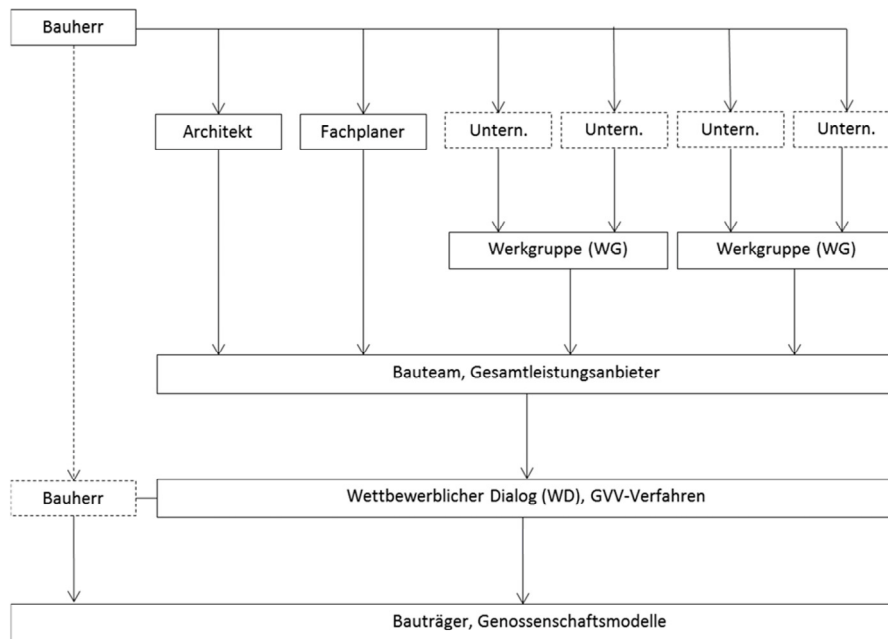 Bauherr
Architekt
Fachplaner
Untern.
Untern.
Untern.
Untern.
Werkgruppe (WG)
Werkgruppe (WG)
Bauteam, Gesamtleistungsanbieter
Bauherr
Wettbewerblicher Dialog (WD), GVV-Verfahren
Bauträger, Genossenschaftsmodelle